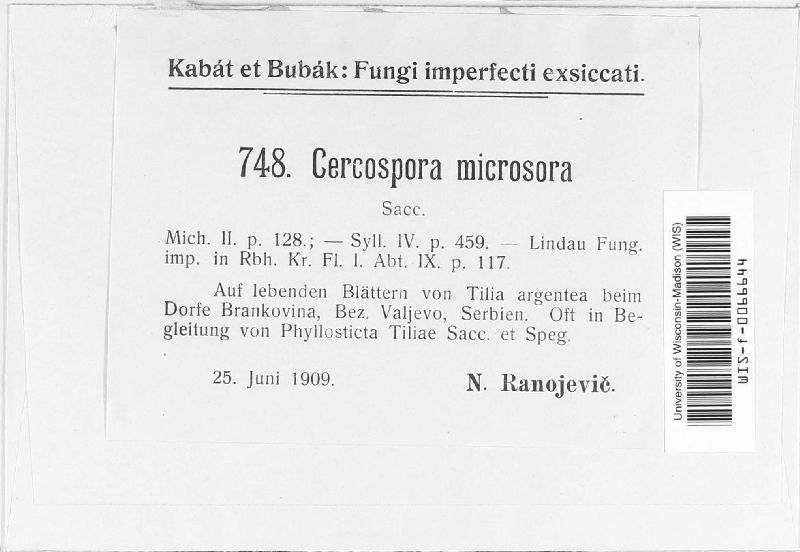 Kabát et Bubák: Fungi imperfecti exsiccati.
748. Cercospora microsora
Sacc.
Mich. II. p. 128.; — Syll. IV. p. 459. — Lindau Fung.
imp. in Rbh. Kr. Fl. I. Abt. IX. p. 117.
Auf lebenden Blättern von Tilia argentea beim
Dorfe Brankovina, Bez. Valjevo, Serbien. Oft in Be-
gleitung von Phyllosticta Tiliae Sacc. et Speg.
25. Juni 1909.
N. Ranojevič.
University of Wisconsin-Madison (WIS)
WIS-f-0066644